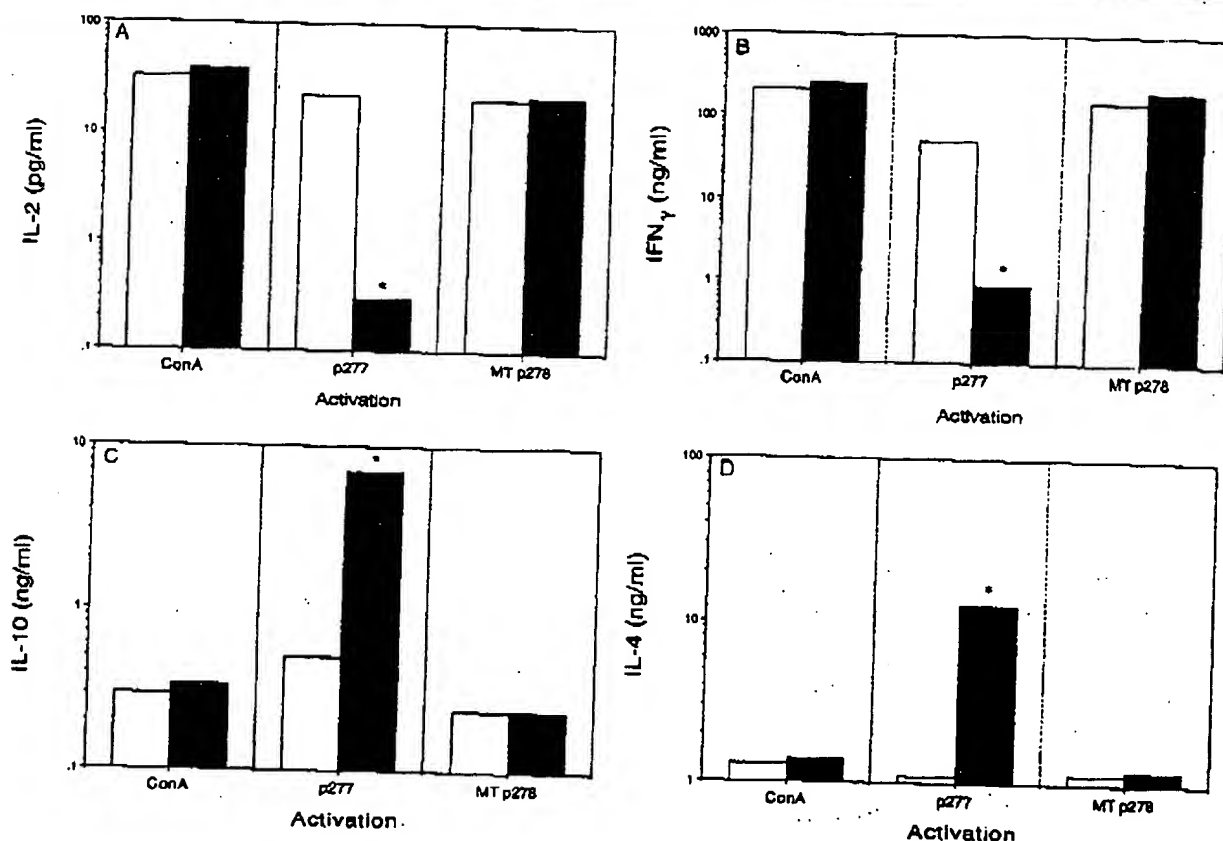 A
100
10
1
.1
IL-2 (pg/ml)
*
ConA p277 MT p278
Activation
B
1000
100
10
1
.1
IFNγ (ng/ml)
*
ConA p277 MT p278
Activation
C
10
1
.1
IL-10 (ng/ml)
*
ConA p277 MT p278
Activation
D
100
10
1
IL-4 (ng/ml)
*
ConA p277 MT p278
Activation